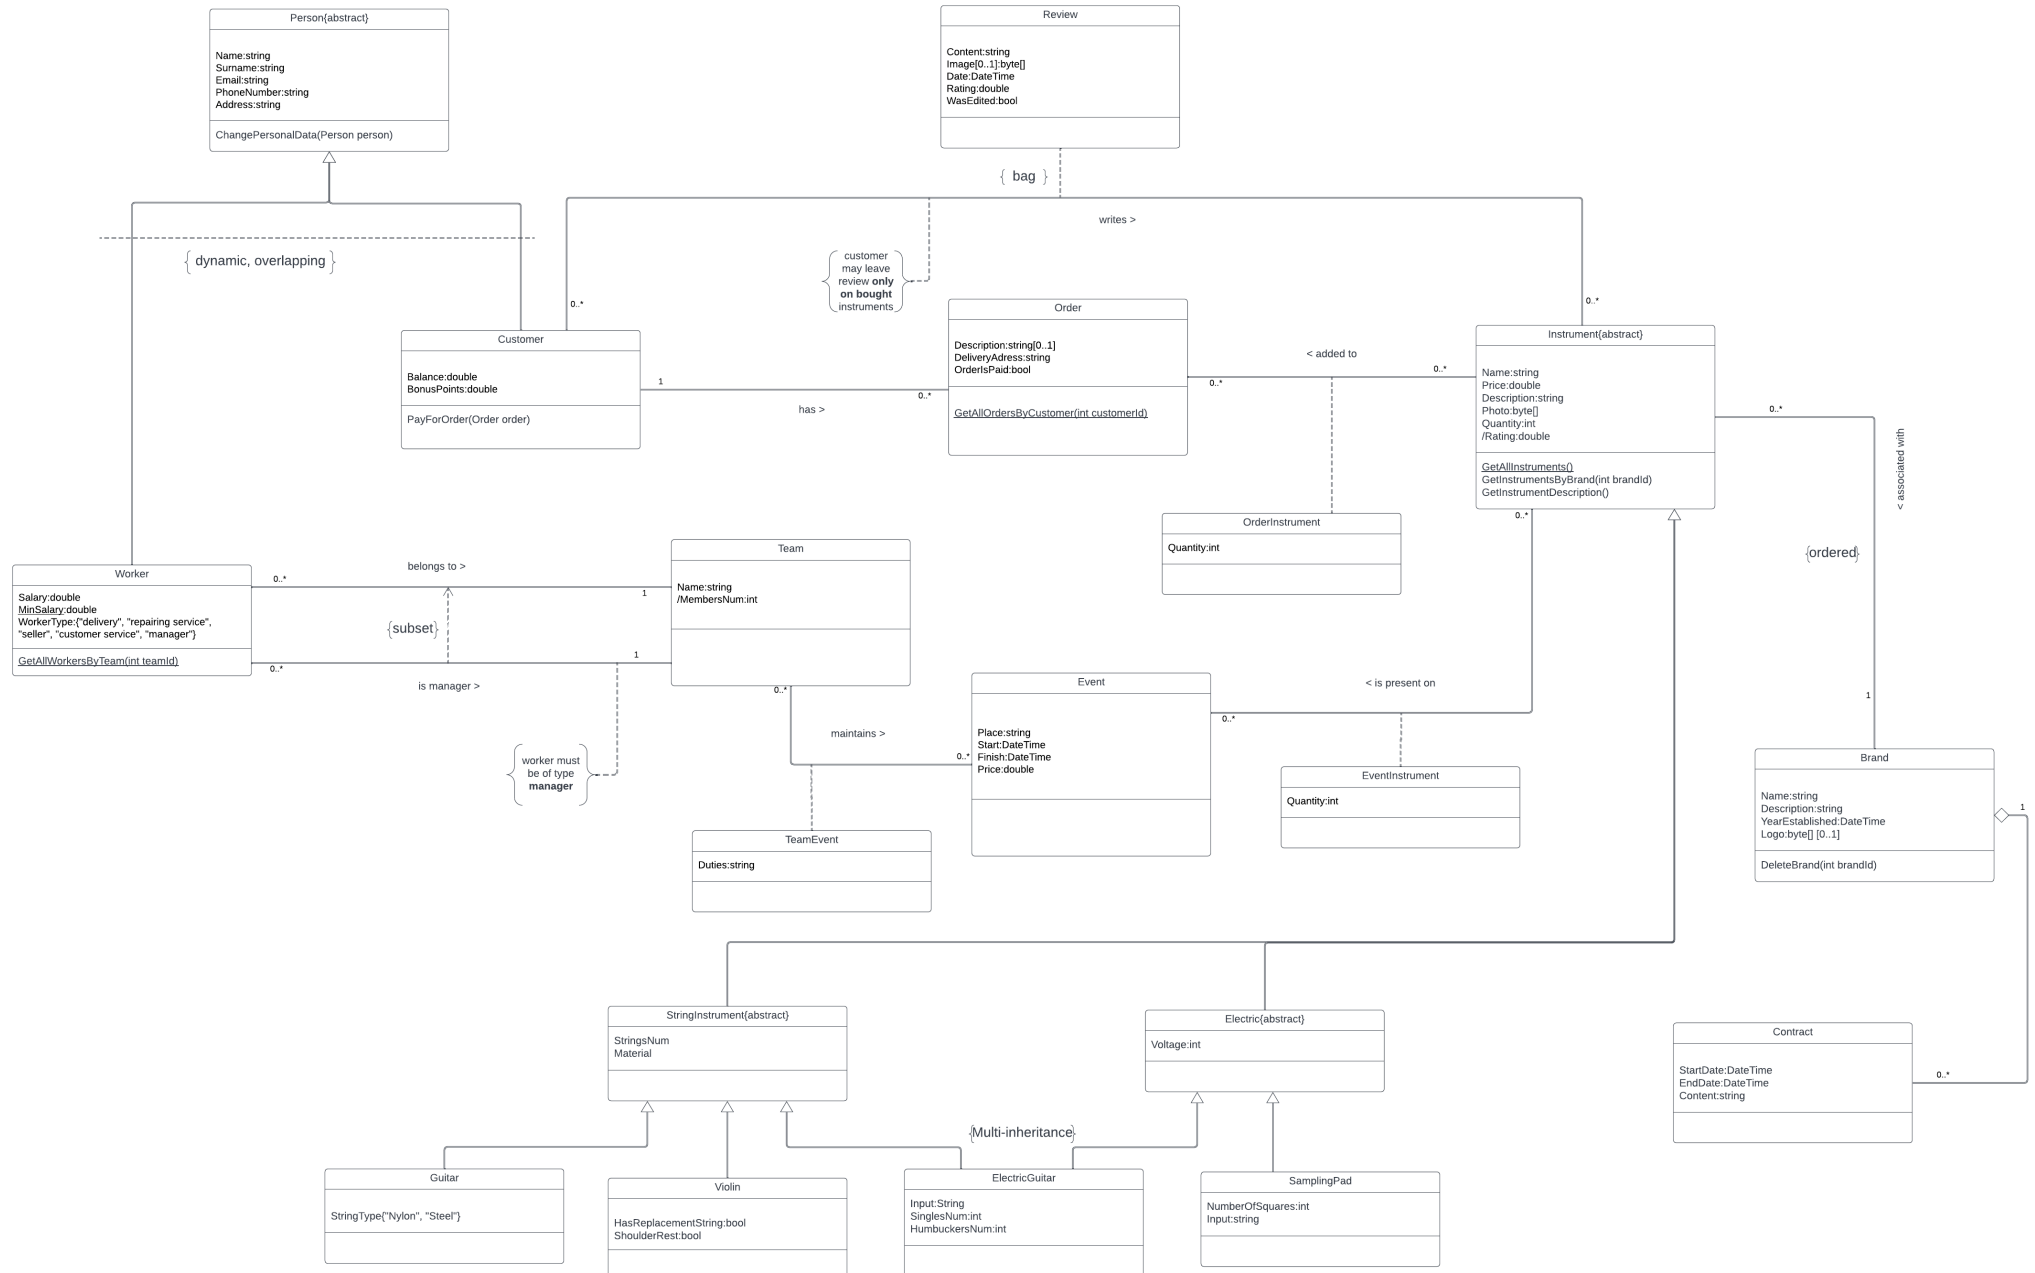 Person{abstract}
Name:string
Surname:string
Email:string
PhoneNumber:string
Address:string
ChangePersonalData(Person person)
Review
Content:string
Image[0..1]:byte[]
Date:DateTime
Rating:double
WasEdited:bool
{ bag }
writes >
{ dynamic, overlapping }
customer
may leave
review only
on bought
instruments
0..*
0..*
Customer
Balance:double
BonusPoints:double
PayForOrder(Order order)
1
has >
0..*
Order
Description:string[0..1]
DeliveryAdress:string
OrderIsPaid:bool
GetAllOrdersByCustomer(int customerId)
< added to
0..*
0..*
Instrument{abstract}
Name:string
Price:double
Description:string
Photo:byte[]
Quantity:int
/Rating:double
GetAllInstruments()
GetInstrumentsByBrand(int brandId)
GetInstrumentDescription()
0..*
< associated with
{ordered}
1
OrderInstrument
Quantity:int
0..*
Worker
Salary:double
MinSalary:double
WorkerType:{"delivery", "repairing service",
"seller", "customer service", "manager"}
GetAllWorkersByTeam(int teamId)
0..*
belongs to >
1
{subset}
0..*
is manager >
1
worker must
be of type
manager
Team
Name:string
/MembersNum:int
0..*
maintains >
0..*
TeamEvent
Duties:string
Event
Place:string
Start:DateTime
Finish:DateTime
Price:double
0..*
< is present on
EventInstrument
Quantity:int
Brand
Name:string
Description:string
YearEstablished:DateTime
Logo:byte[] [0..1]
DeleteBrand(int brandId)
1
0..*
Contract
StartDate:DateTime
EndDate:DateTime
Content:string
StringInstrument{abstract}
StringsNum
Material
Electric{abstract}
Voltage:int
{Multi-inheritance}
Guitar
StringType{"Nylon", "Steel"}
Violin
HasReplacementString:bool
ShoulderRest:bool
ElectricGuitar
Input:String
SinglesNum:int
HumbuckersNum:int
SamplingPad
NumberOfSquares:int
Input:string